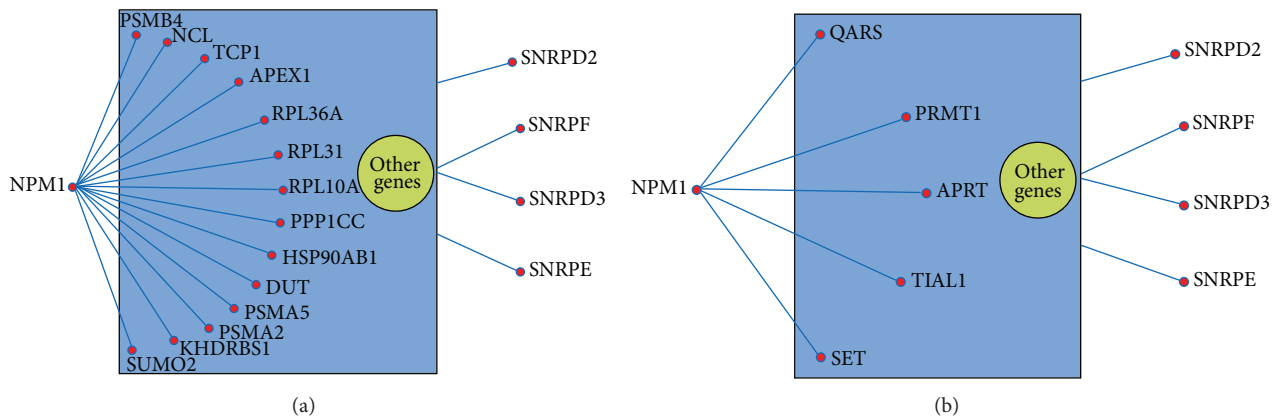 PSMB4
NCL
TCP1
APEX1
RPL36A
RPL31
RPL10A
PPP1CC
HSP90AB1
DUT
PSMA5
PSMA2
KHDRBS1
SUMO2
NPM1
Other
genes
SNRPD2
SNRPF
SNRPD3
SNRPE
(a)
QARS
PRMT1
APRT
TIAL1
SET
NPM1
Other
genes
SNRPD2
SNRPF
SNRPD3
SNRPE
(b)